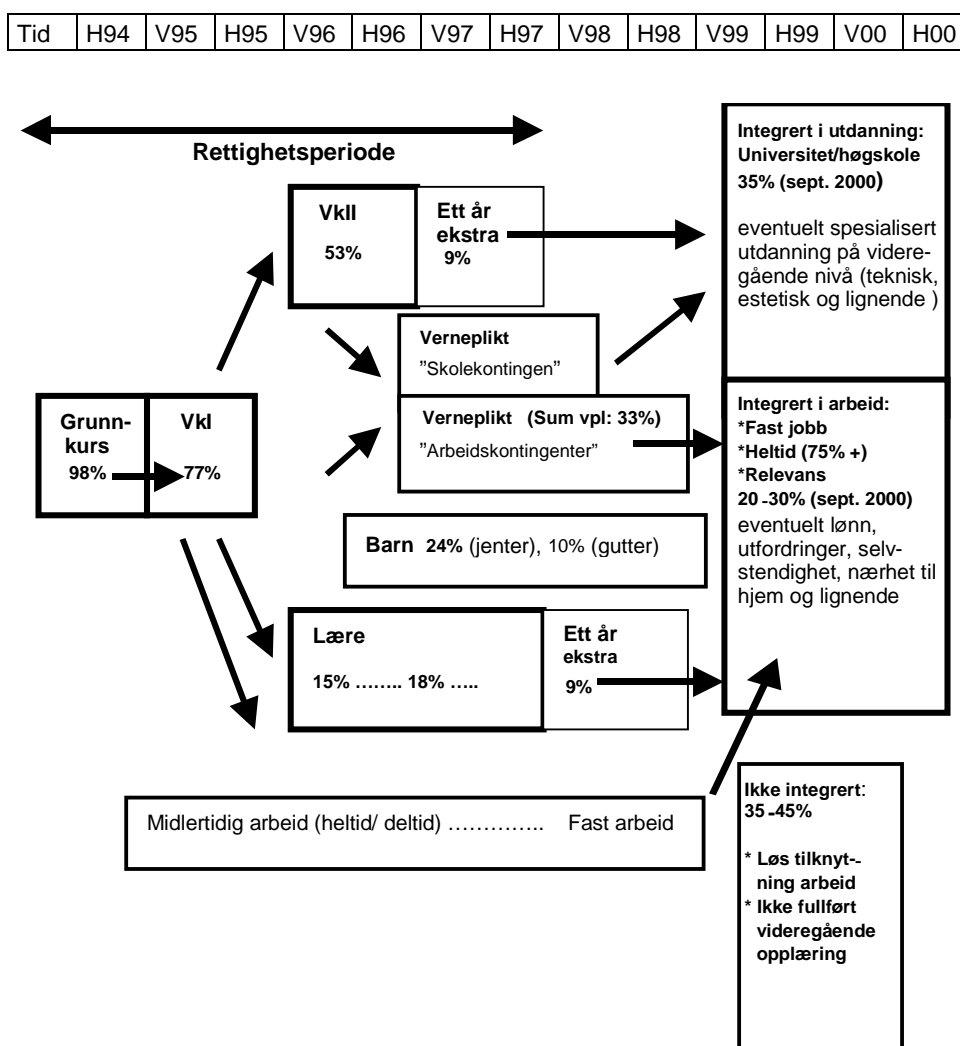 Tid H94 V95 H95 V96 H96 V97 H97 V98 H98 V99 H99 V00 H00
Rettighetsperiode
VkII
53%
Ett år
ekstra
9%
Integrert i utdanning:
Universitet/høgskole
35% (sept. 2000)
eventuelt spesialisert
utdanning på videre-
gående nivå (teknisk,
estetisk og lignende )
Verneplikt
”Skolekontingen”
Grunn-
kurs
98%
VkI
77%
Verneplikt (Sum vpl: 33%)
”Arbeidskontingenter”
Integrert i arbeid:
*Fast jobb
*Heltid (75% +)
*Relevans
20-30% (sept. 2000)
eventuelt lønn,
utfordringer, selv-
stendighet, nærhet til
hjem og lignende
Barn 24% (jenter), 10% (gutter)
Lære
15% …….. 18% …..
Ett år
ekstra
9%
Midlertidig arbeid (heltid/ deltid) ………….. Fast arbeid
Ikke integrert:
35-45%
* Løs tilknyt--
ning arbeid
* Ikke fullført
videregående
opplæring